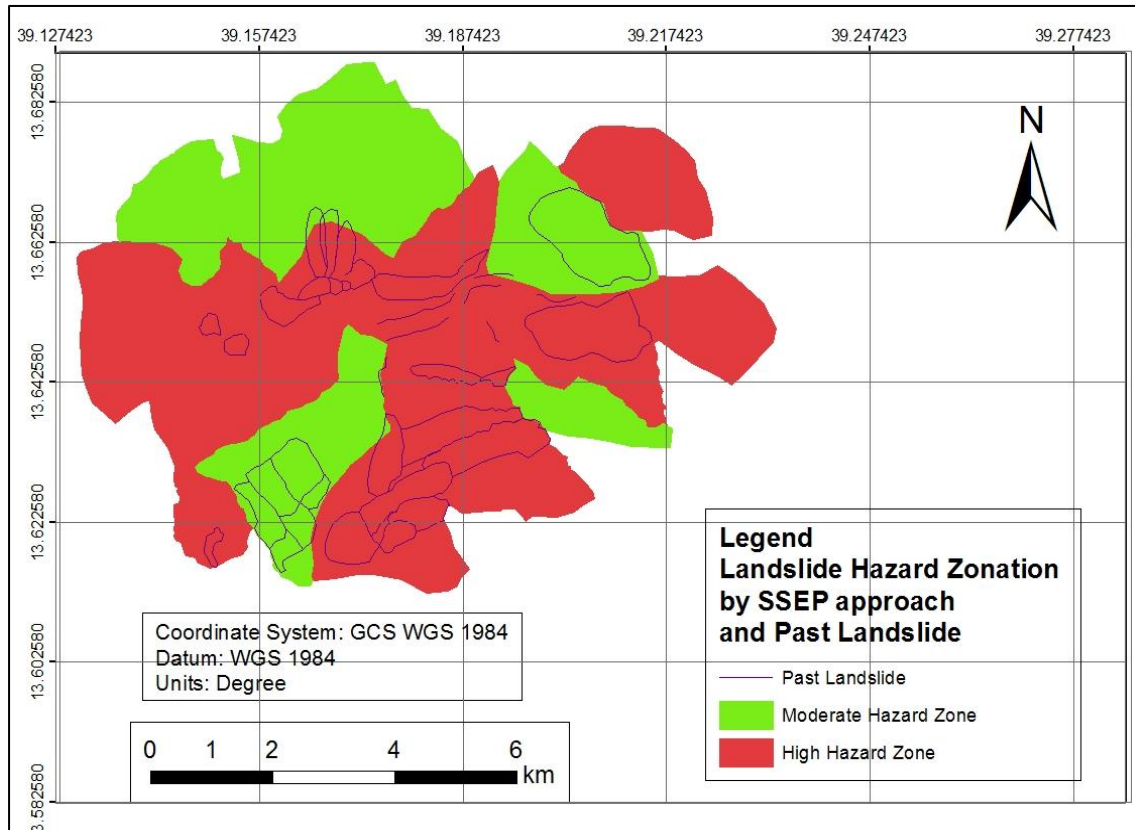 39.127423 39.157423 39.187423 39.217423 39.247423 39.277423
13.682580
13.662580
13.642580
13.622580
13.602580
13.582580
N
Legend
Landslide Hazard Zonation
by SSEP approach
and Past Landslide
Past Landslide
Moderate Hazard Zone
High Hazard Zone
Coordinate System: GCS WGS 1984
Datum: WGS 1984
Units: Degree
0 1 2 4 6
km